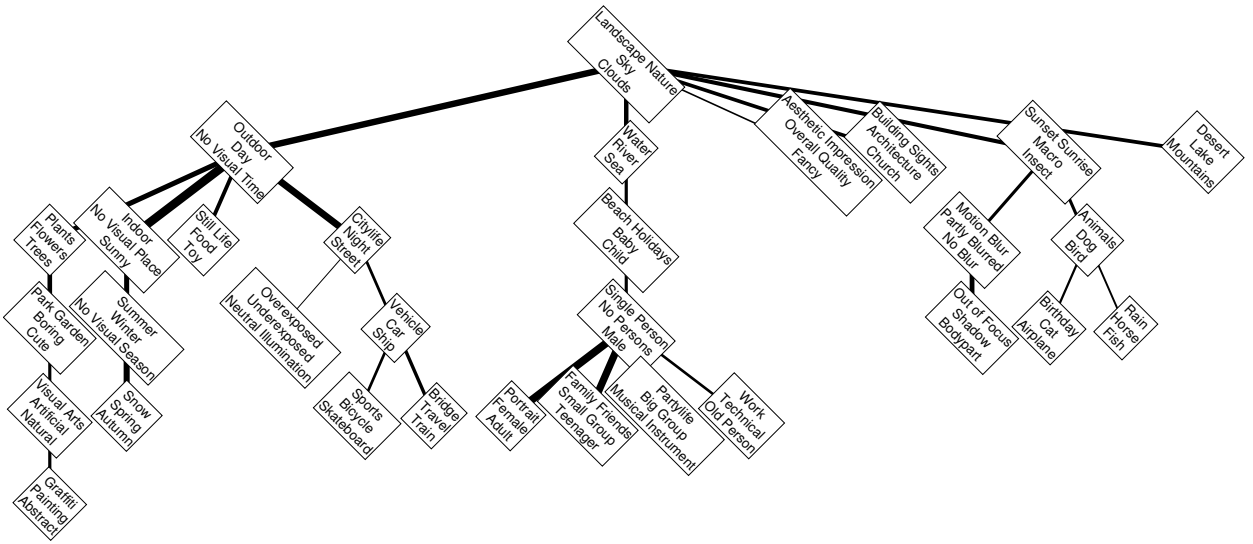 Landscape Nature
Sky
Clouds
Outdoor
Day
No Visual Time
Water
River
Sea
Aesthetic Impression
Overall Quality
Fancy
Building Sights
Architecture
Church
Sunset Sunrise
Macro
Insect
Desert
Lake
Mountains
Plants
Flowers
Trees
Indoor
No Visual Place
Sunny
Still Life
Food
Toy
Citylife
Night
Street
Beach Holidays
Baby
Child
Motion Blur
Partly Blurred
No Blur
Animals
Dog
Bird
Park Garden
Boring
Cute
Summer
Winter
No Visual Season
Overexposed
Underexposed
Neutral Illumination
Vehicle
Car
Ship
Single Person
No Persons
Male
Out of Focus
Shadow
Bodypart
Birthday
Cat
Airplane
Rain
Horse
Fish
Visual Arts
Artificial
Natural
Snow
Spring
Autumn
Sports
Bicycle
Skateboard
Bridge
Travel
Train
Portrait
Female
Adult
Family Friends
Small Group
Teenager
Partylife
Big Group
Musical Instrument
Work
Technical
Old Person
Graffiti
Painting
Abstract